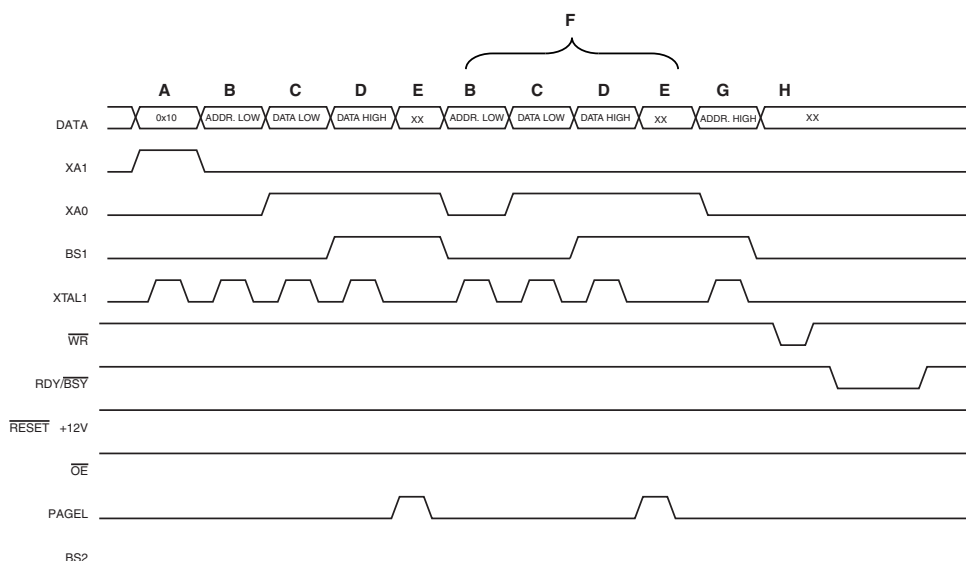 F
A B C D E B C D E G H
DATA 0x10 ADDR. LOW DATA LOW DATA HIGH XX ADDR. LOW DATA LOW DATA HIGH XX ADDR. HIGH XX
XA1
XA0
BS1
XTAL1
WR
RDY/BSY
RESET +12V
OE
PAGEL
BS2